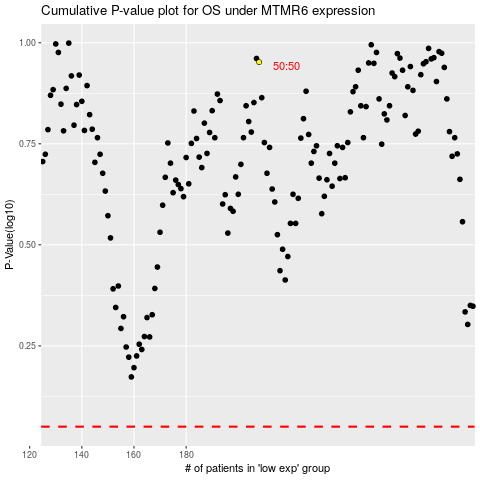 Cumulative P-value plot for OS under MTMR6 expression
P-Value(log10)
1.00
0.75
0.50
0.25
50:50
120 140 160 180
# of patients in 'low exp' group